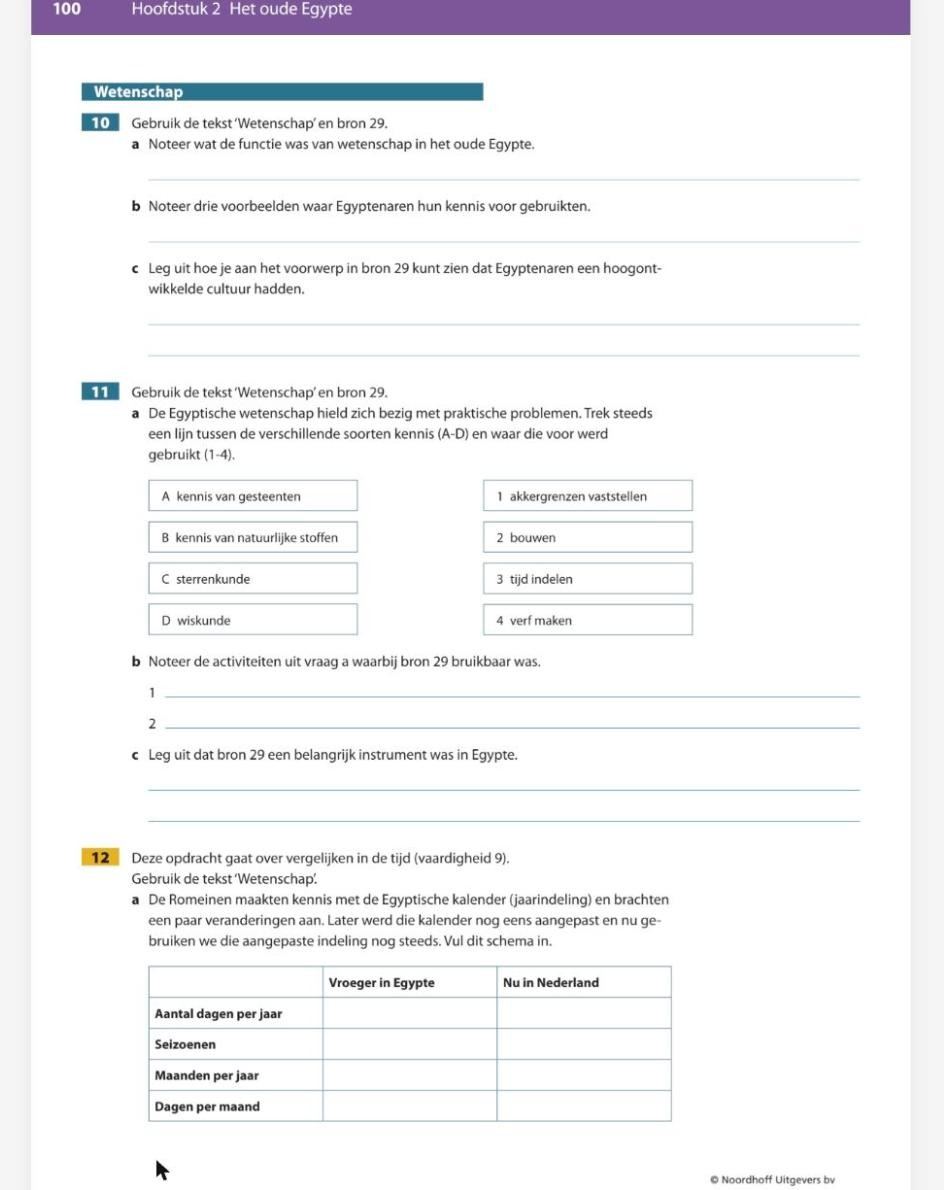 100 Hoofdstuk 2 Het oude Egypte
Wetenschap
10 Gebruik de tekst 'Wetenschap' en bron 29.
a Noteer wat de functie was van wetenschap in het oude Egypte.
b Noteer drie voorbeelden waar Egyptenaren hun kennis voor gebruikten.
c Leg uit hoe je aan het voorwerp in bron 29 kunt zien dat Egyptenaren een hoogont-
wikkelde cultuur hadden.
11 Gebruik de tekst 'Wetenschap' en bron 29.
a De Egyptische wetenschap hield zich bezig met praktische problemen. Trek steeds
een lijn tussen de verschillende soorten kennis (A-D) en waar die voor werd
gebruikt (1-4).
A kennis van gesteenten 1 akkergrenzen vaststellen
B kennis van natuurlijke stoffen 2 bouwen
C sterrenkunde 3 tijd indelen
D wiskunde 4 verf maken
b Noteer de activiteiten uit vraag a waarbij bron 29 bruikbaar was.
1
2
c Leg uit dat bron 29 een belangrijk instrument was in Egypte.
12 Deze opdracht gaat over vergelijken in de tijd (vaardigheid 9).
Gebruik de tekst 'Wetenschap'.
a De Romeinen maakten kennis met de Egyptische kalender (jaarindeling) en brachten
een paar veranderingen aan. Later werd die kalender nog eens aangepast en nu ge-
bruiken we die aangepaste indeling nog steeds. Vul dit schema in.
Vroeger in Egypte Nu in Nederland
Aantal dagen per jaar
Seizoenen
Maanden per jaar
Dagen per maand
© Noordhoff Uitgevers bv